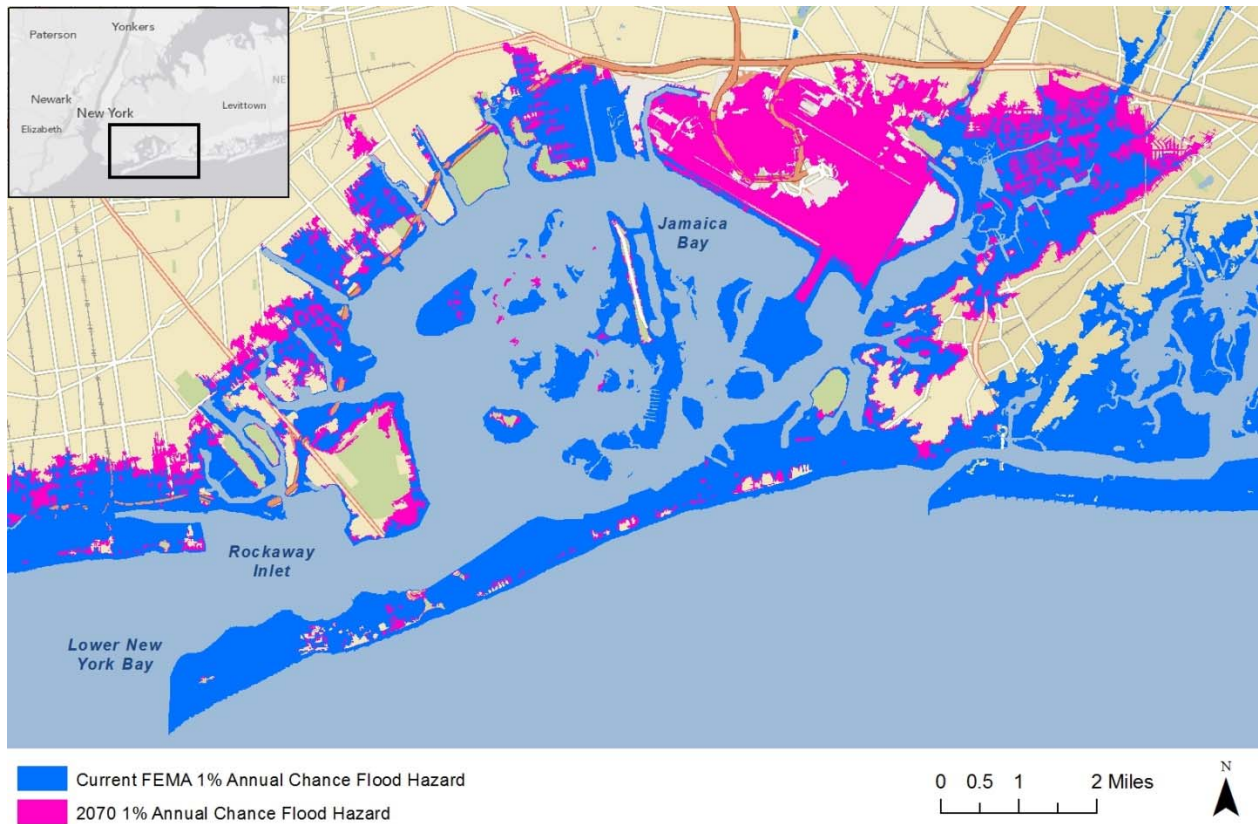 Paterson
Yonkers
NE
Newark
Levittown
New York
Elizabeth
Jamaica
Bay
Rockaway
Inlet
Lower New
York Bay
Current FEMA 1% Annual Chance Flood Hazard
2070 1% Annual Chance Flood Hazard
0 0.5 1 2 Miles
N